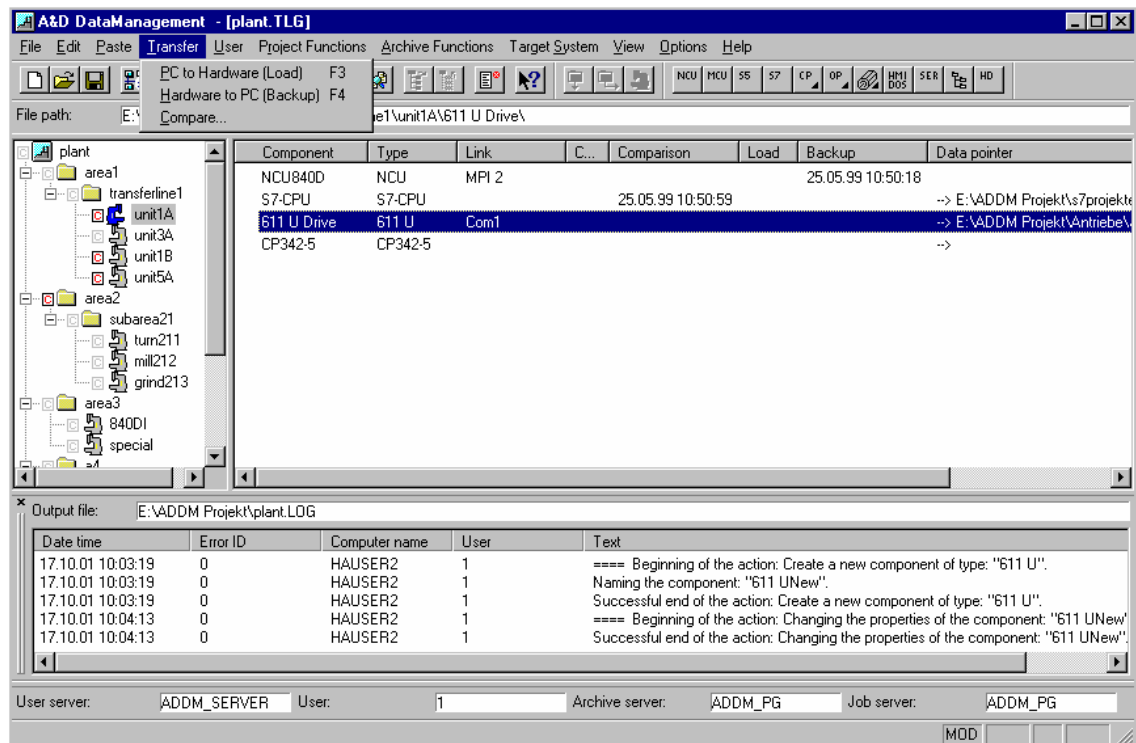 A&D DataManagement - [plant.TLG]
File Edit Paste Transfer User Project Functions Archive Functions Target System View Options Help
PC to Hardware (Load) F3
Hardware to PC (Backup) F4
Compare...
NCU MCU S5 S7 CP OP HMI DOS SER HD
File path: E:\ne1\unit1A\611 U Drive\
plant
area1
transferline1
unit1A
unit3A
unit1B
unit5A
area2
subarea21
turn211
mill212
grind213
area3
840DI
special
a4
Component Type Link C... Comparison Load Backup Data pointer
NCU840D NCU MPI 2 25.05.99 10:50:18
S7-CPU S7-CPU 25.05.99 10:50:59 --> E:\ADDM Projekt\s7projekte
611 U Drive 611 U Com1 --> E:\ADDM Projekt\Antriebe\
CP342-5 CP342-5 -->
Output file: E:\ADDM Projekt\plant.LOG
Date time Error ID Computer name User Text
17.10.01 10:03:19 0 HAUSER2 1 ==== Beginning of the action: Create a new component of type: "611 U".
17.10.01 10:03:19 0 HAUSER2 1 Naming the component: "611 UNew".
17.10.01 10:03:19 0 HAUSER2 1 Successful end of the action: Create a new component of type: "611 U".
17.10.01 10:04:13 0 HAUSER2 1 ==== Beginning of the action: Changing the properties of the component: "611 UNew"
17.10.01 10:04:13 0 HAUSER2 1 Successful end of the action: Changing the properties of the component: "611 UNew".
User server: ADDM_SERVER User: 1 Archive server: ADDM_PG Job server: ADDM_PG
MOD